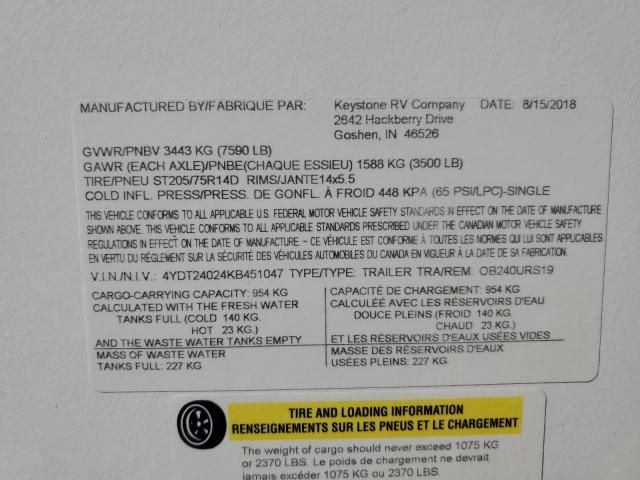 MANUFACTURED BY/FABRIQUE PAR: Keystone RV Company DATE: 8/15/2018
2642 Hackberry Drive
Goshen, IN 46526
GVWR/PNBV 3443 KG (7590 LB)
GAWR (EACH AXLE)/PNBE(CHAQUE ESSIEU) 1588 KG (3500 LB)
TIRE/PNEU ST205/75R14D RIMS/JANTE14x5.5
COLD INFL. PRESS/PRESS. DE GONFL. À FROID 448 KPA (65 PSI/LPC)-SINGLE
THIS VEHICLE CONFORMS TO ALL APPLICABLE U.S. FEDERAL MOTOR VEHICLE SAFETY STANDARDS IN EFFECT ON THE DATE OF MANUFACTURE
SHOWN ABOVE. THIS VEHICLE CONFORMS TO ALL APPLICABLE STANDARDS PRESCRIBED UNDER THE CANADIAN MOTOR VEHICLE SAFETY
REGULATIONS IN EFFECT ON THE DATE OF MANUFACTURE ~ CE VÉHICULE EST CONFORME À TOUTES LES NORMES QUI LUI SONT APPLICABLES
EN VERTU DU RÈGLEMENT SUR LA SÉCURITÉ DES VÉHICULES AUTOMOBILES DU CANADA EN VIGUEUR À LA DATE DE SA FABRICATION.
V.I.N./N.I.V.: 4YDT24024KB451047 TYPE/TYPE: TRAILER TRA/REM: OB240URS19
CARGO-CARRYING CAPACITY: 954 KG
CALCULATED WITH THE FRESH WATER
TANKS FULL (COLD 140 KG.
HOT 23 KG.)
AND THE WASTE WATER TANKS EMPTY
MASS OF WASTE WATER
TANKS FULL: 227 KG
CAPACITÉ DE CHARGEMENT: 954 KG
CALCULÉE AVEC LES RÉSERVOIRS D'EAU
DOUCE PLEINS (FROID 140 KG.
CHAUD 23 KG.)
ET LES RÉSERVOIRS D'EAUX USÉES VIDES
MASSE DES RÉSERVOIRS D'EAUX
USÉES PLEINS: 227 KG.
TIRE AND LOADING INFORMATION
RENSEIGNEMENTS SUR LES PNEUS ET LE CHARGEMENT
The weight of cargo should never exceed 1075 KG
or 2370 LBS. Le poids de chargement ne devrait
jamais excéder 1075 KG ou 2370 LBS.